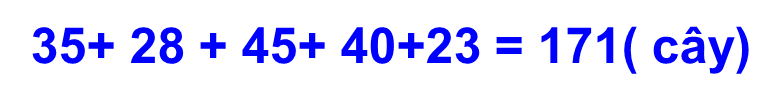 35+ 28 + 45+ 40+23 = 171( cây)